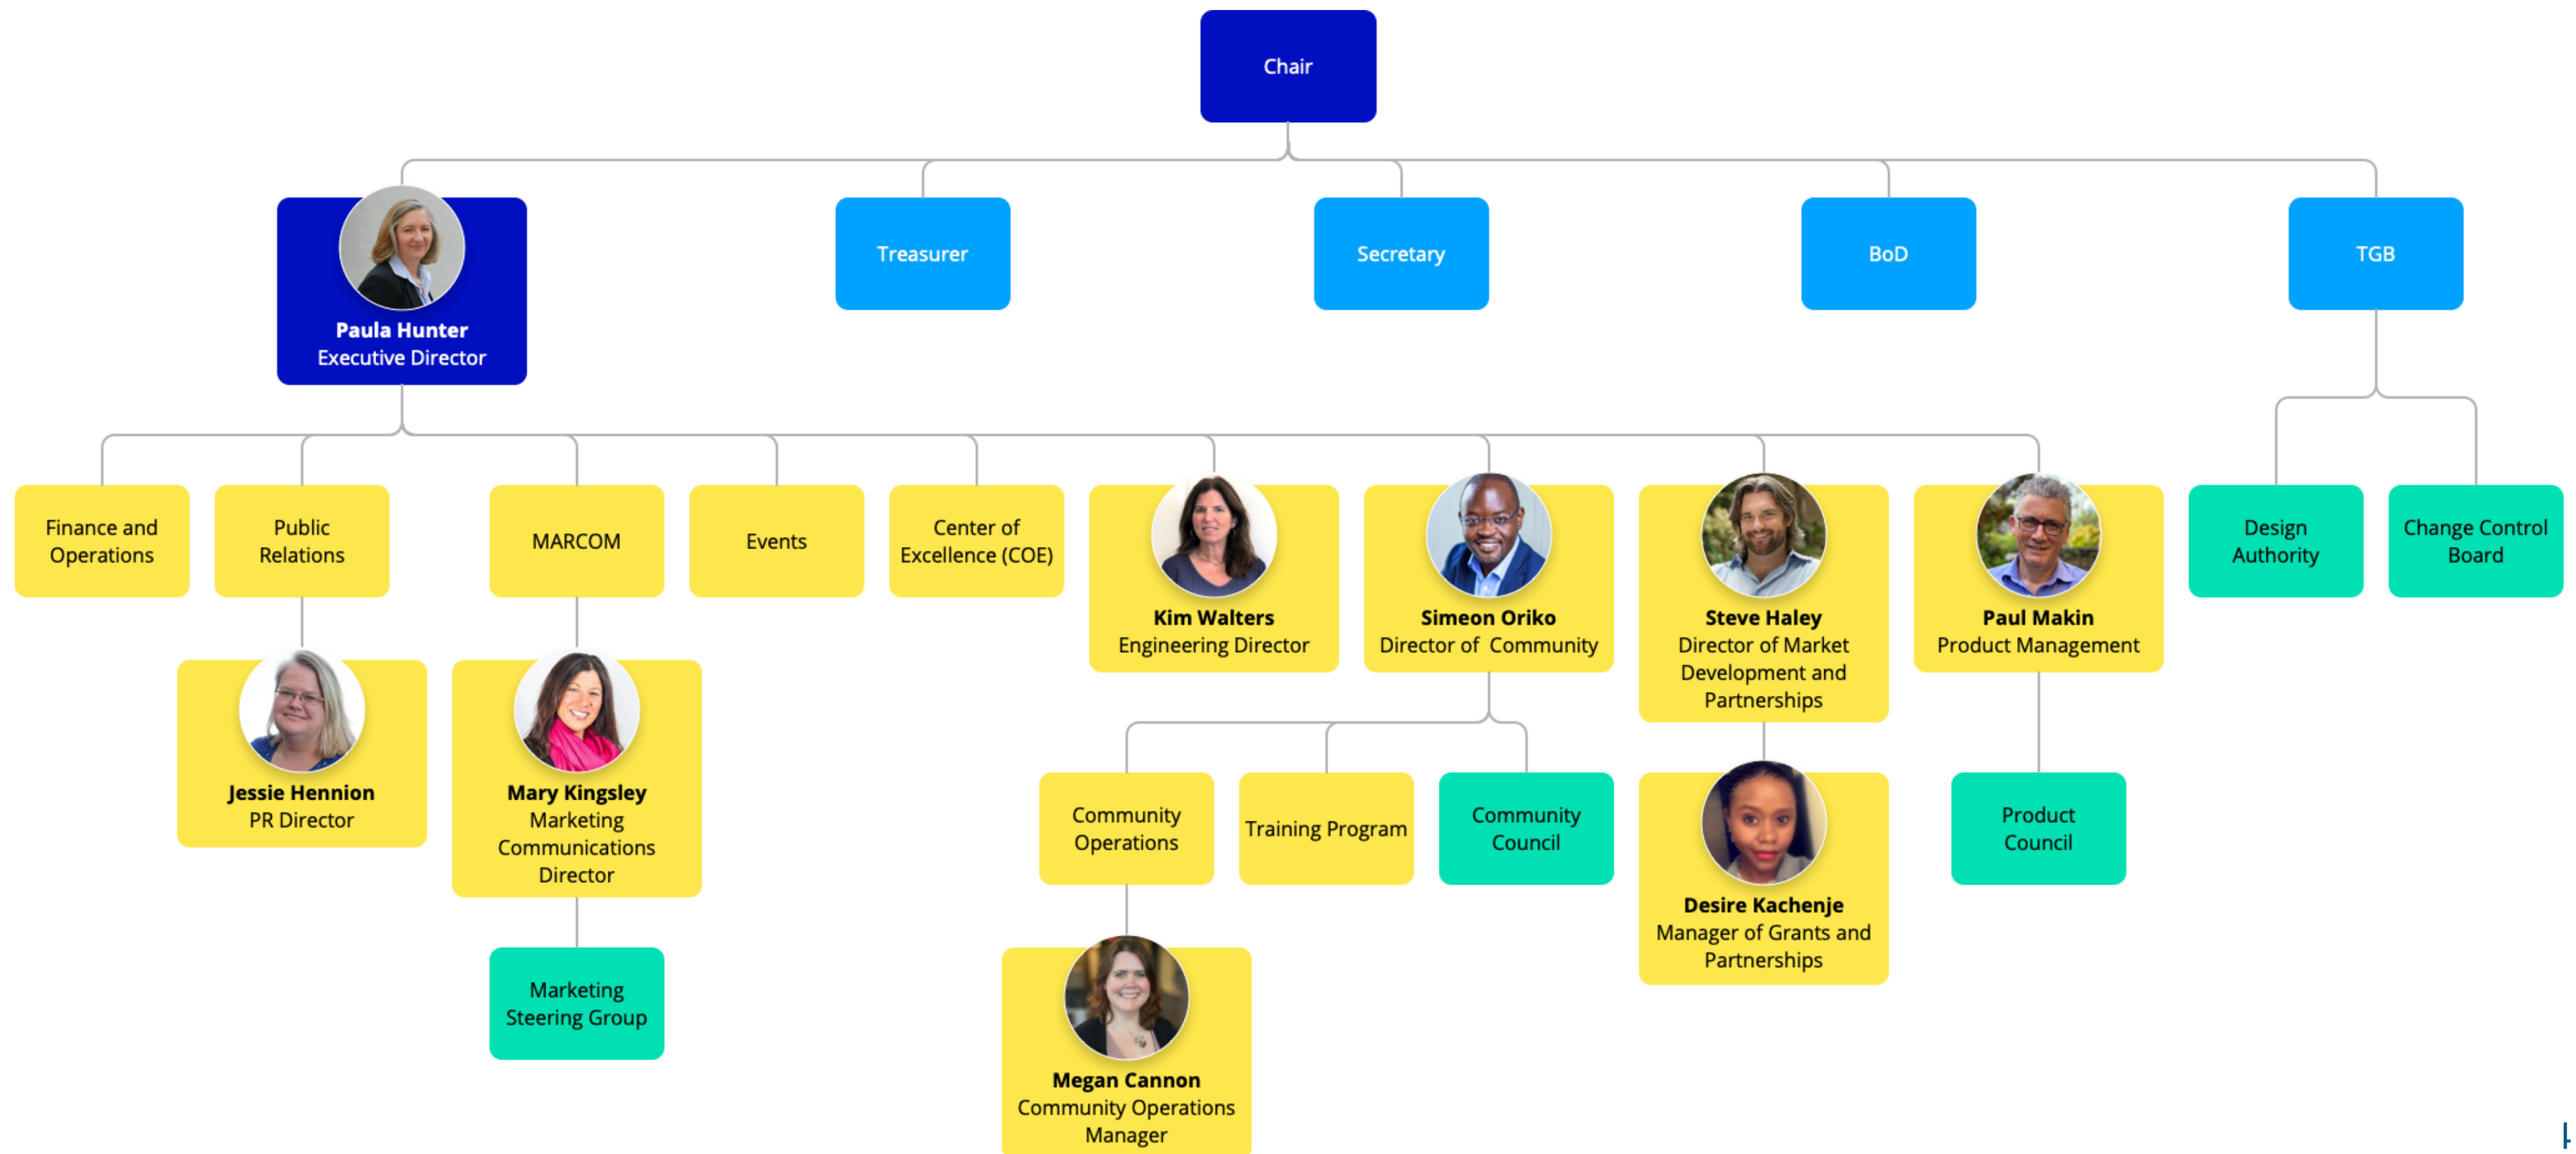 Chair
Paula Hunter
Executive Director
Treasurer
Secretary
BoD
TGB
Finance and
Operations
Public
Relations
MARCOM
Events
Center of
Excellence (COE)
Kim Walters
Engineering Director
Simeon Oriko
Director of Community
Steve Haley
Director of Market
Development and
Partnerships
Paul Makin
Product Management
Design
Authority
Change Control
Board
Jessie Hennion
PR Director
Mary Kingsley
Marketing
Communications
Director
Community
Operations
Training Program
Community
Council
Desire Kachenje
Manager of Grants and
Partnerships
Product
Council
Marketing
Steering Group
Megan Cannon
Community Operations
Manager